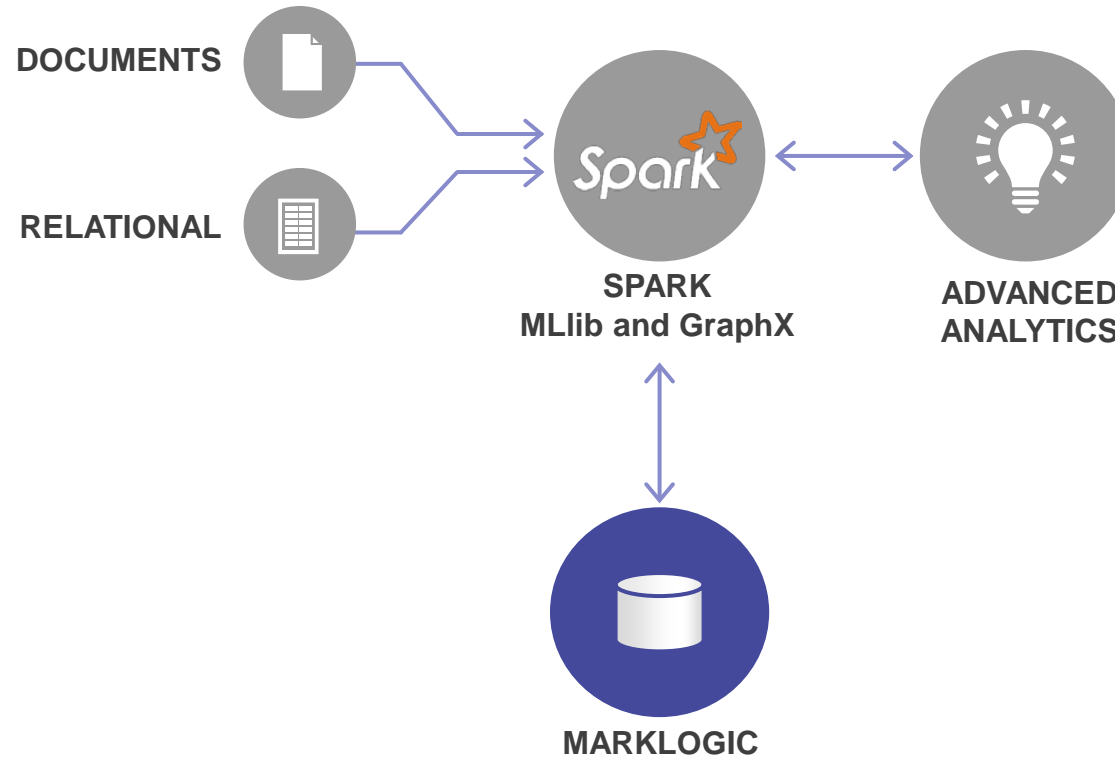 DOCUMENTS
RELATIONAL
Spark
SPARK
MLlib and GraphX
ADVANCED
ANALYTICS
MARKLOGIC